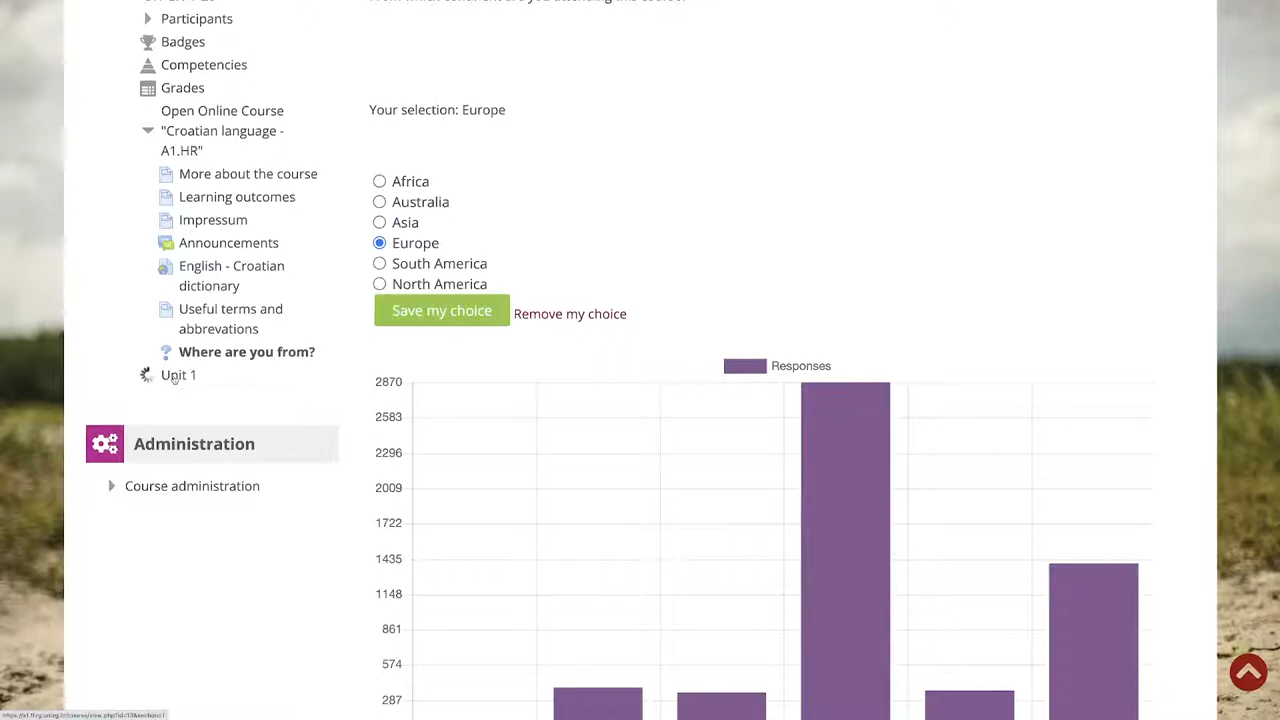 Participants
Badges
Competencies
Grades
Open Online Course
"Croatian language -
A1.HR"
More about the course
Learning outcomes
Impressum
Announcements
English - Croatian
dictionary
Useful terms and
abbrevations
Where are you from?
Unit 1
Administration
Course administration
Your selection: Europe
Africa
Australia
Asia
Europe
South America
North America
Save my choice
Remove my choice
Responses
2870
2583
2296
2009
1722
1435
1148
861
574
287